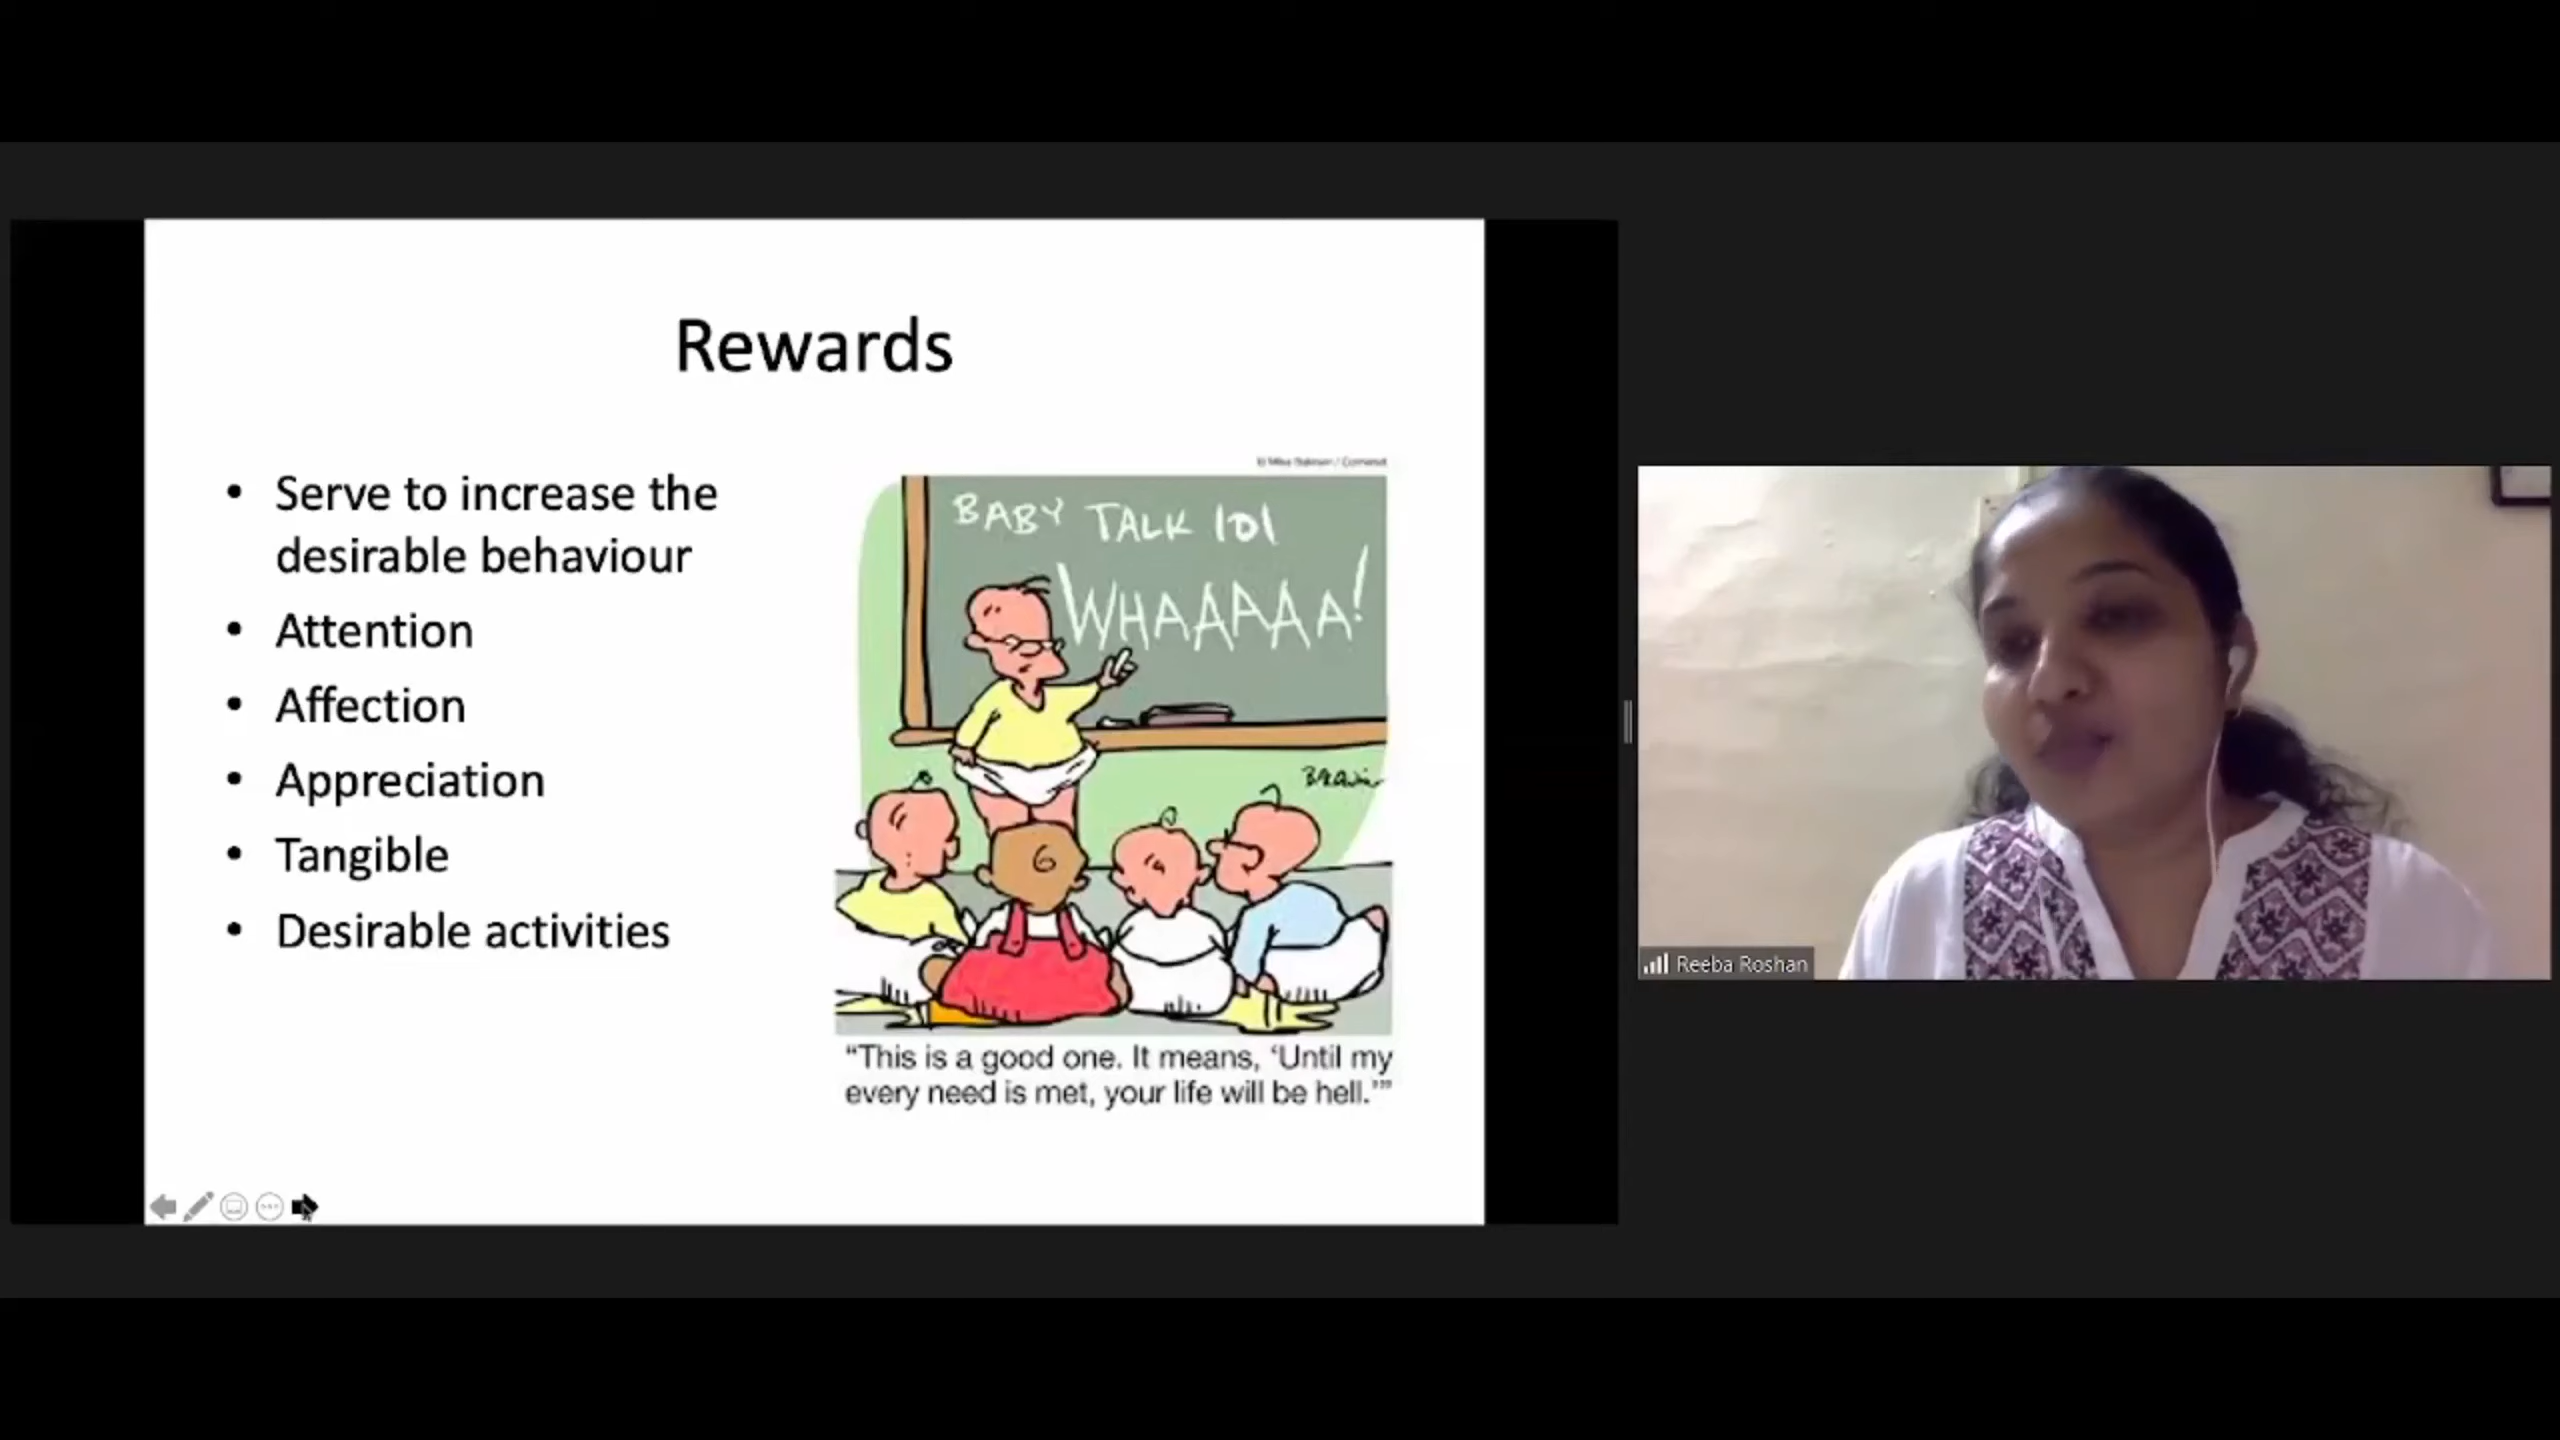 Rewards
• Serve to increase the
desirable behaviour
• Attention
• Affection
• Appreciation
• Tangible
• Desirable activities
BABY TALK 101
WHAAAAA!
"This is a good one. It means, 'Until my
every need is met, your life will be hell.'"
Reeba Roshan